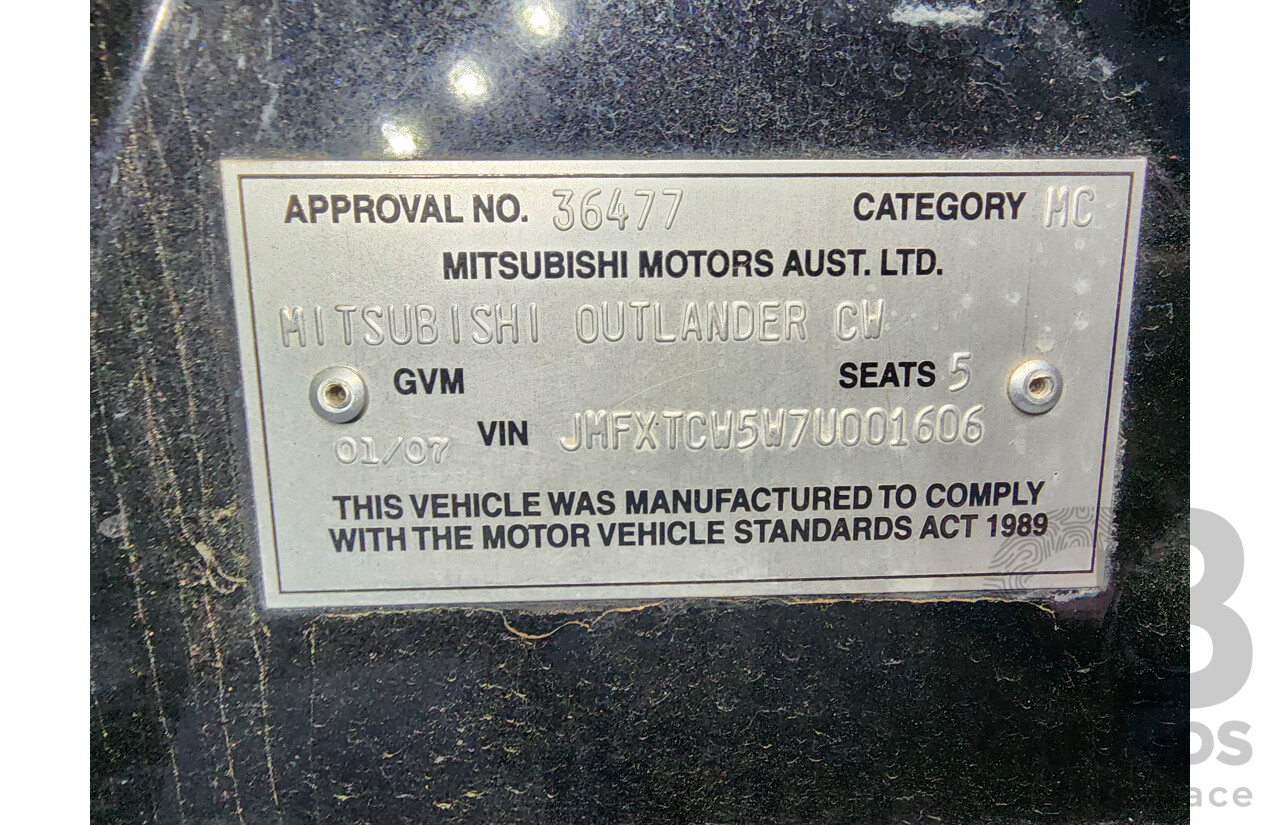 APPROVAL NO. 36477 CATEGORY MC
MITSUBISHI MOTORS AUST. LTD.
MITSUBISHI OUTLANDER CW
GVM SEATS 5
01/07 VIN JMFXTCW5W7U001606
THIS VEHICLE WAS MANUFACTURED TO COMPLY
WITH THE MOTOR VEHICLE STANDARDS ACT 1989